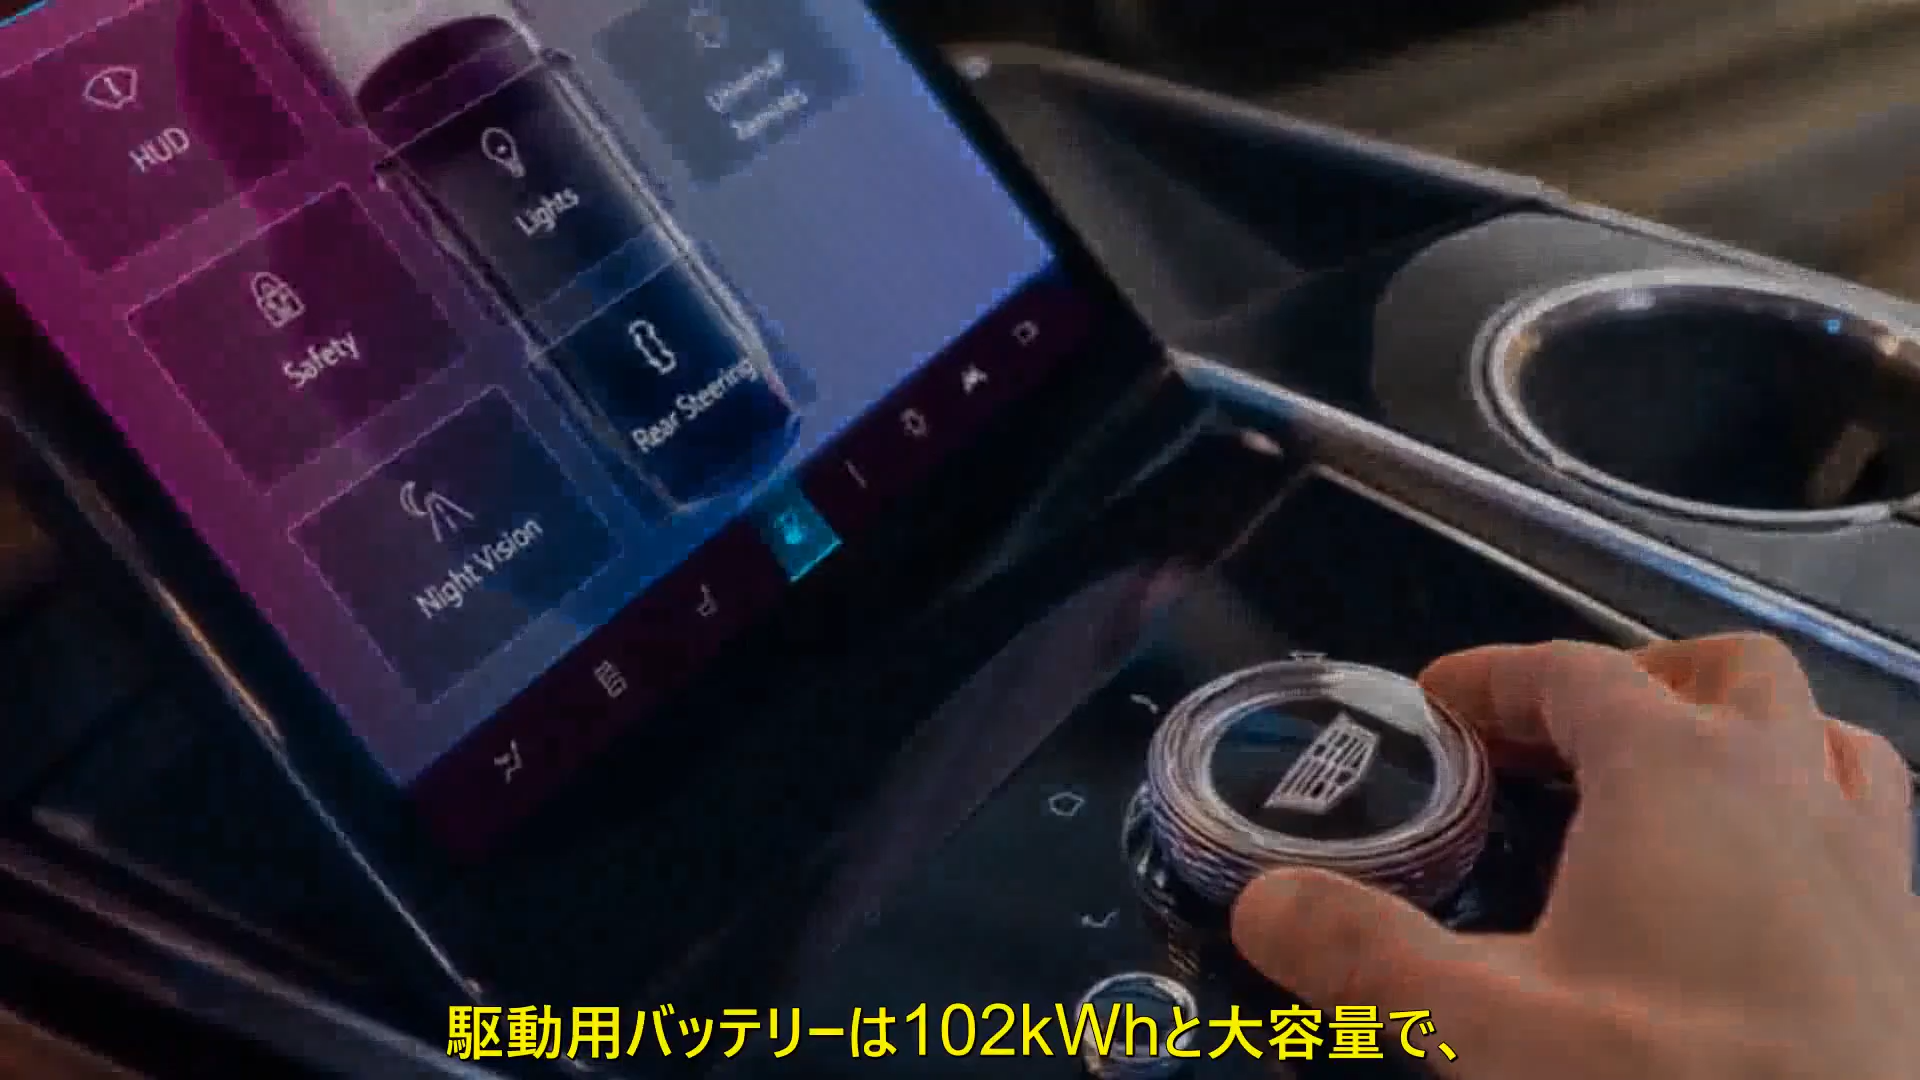 HUD
Lights
Safety
Rear Steering
Night Vision
駆動用バッテリーは102kWhと大容量で、